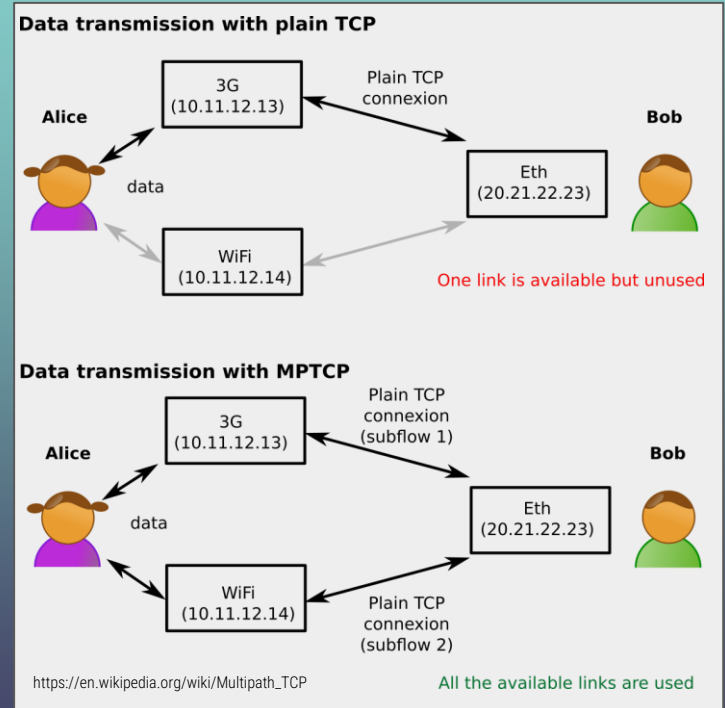 Data transmission with plain TCP
3G
(10.11.12.13)
Plain TCP
connexion
Alice
Bob
data
Eth
(20.21.22.23)
WiFi
(10.11.12.14)
One link is available but unused
Data transmission with MPTCP
3G
(10.11.12.13)
Plain TCP
connexion
(subflow 1)
Alice
Bob
data
Eth
(20.21.22.23)
WiFi
(10.11.12.14)
Plain TCP
connexion
(subflow 2)
https://en.wikipedia.org/wiki/Multipath_TCP
All the available links are used